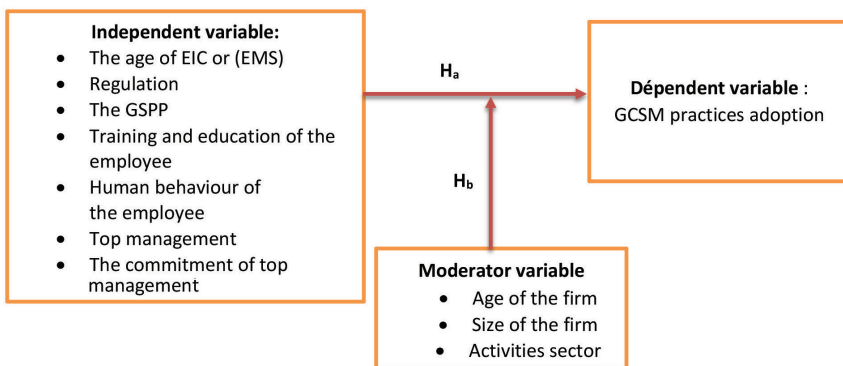 Independent variable:
• The age of EIC or (EMS)
• Regulation
• The GSPP
• Training and education of the
employee
• Human behaviour of
the employee
• Top management
• The commitment of top
management
Hₐ
Dépendent variable :
GCSM practices adoption
H_b
Moderator variable
• Age of the firm
• Size of the firm
• Activities sector